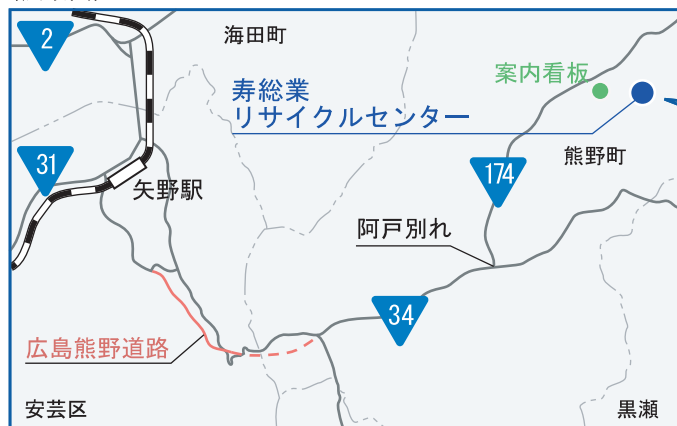 2
海田町
案内看板
寿総業
リサイクルセンター
31
矢野駅
174
熊野町
阿戸別れ
34
広島熊野道路
安芸区
黒瀬